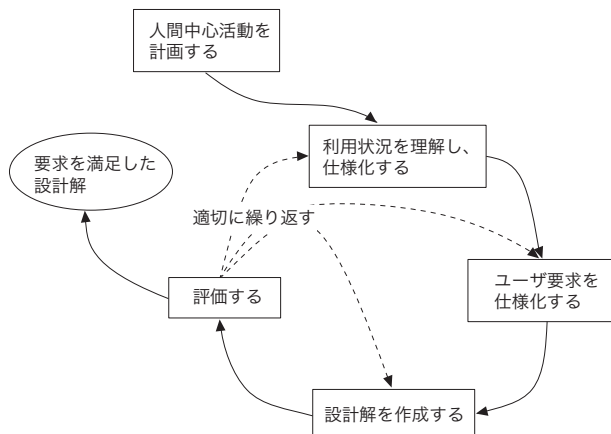 人間中心活動を
計画する
利用状況を理解し、
仕様化する
要求を満足した
設計解
適切に繰り返す
ユーザ要求を
仕様化する
評価する
設計解を作成する